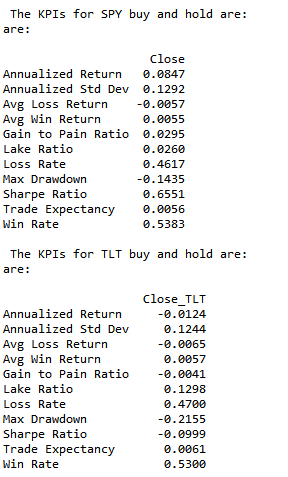 The KPIs for SPY buy and hold are:
are:
Close
Annualized Return 0.0847
Annualized Std Dev 0.1292
Avg Loss Return -0.0057
Avg Win Return 0.0055
Gain to Pain Ratio 0.0295
Lake Ratio 0.0260
Loss Rate 0.4617
Max Drawdown -0.1435
Sharpe Ratio 0.6551
Trade Expectancy 0.0056
Win Rate 0.5383
The KPIs for TLT buy and hold are:
are:
Close_TLT
Annualized Return -0.0124
Annualized Std Dev 0.1244
Avg Loss Return -0.0065
Avg Win Return 0.0057
Gain to Pain Ratio -0.0041
Lake Ratio 0.1298
Loss Rate 0.4700
Max Drawdown -0.2155
Sharpe Ratio -0.0999
Trade Expectancy 0.0061
Win Rate 0.5300